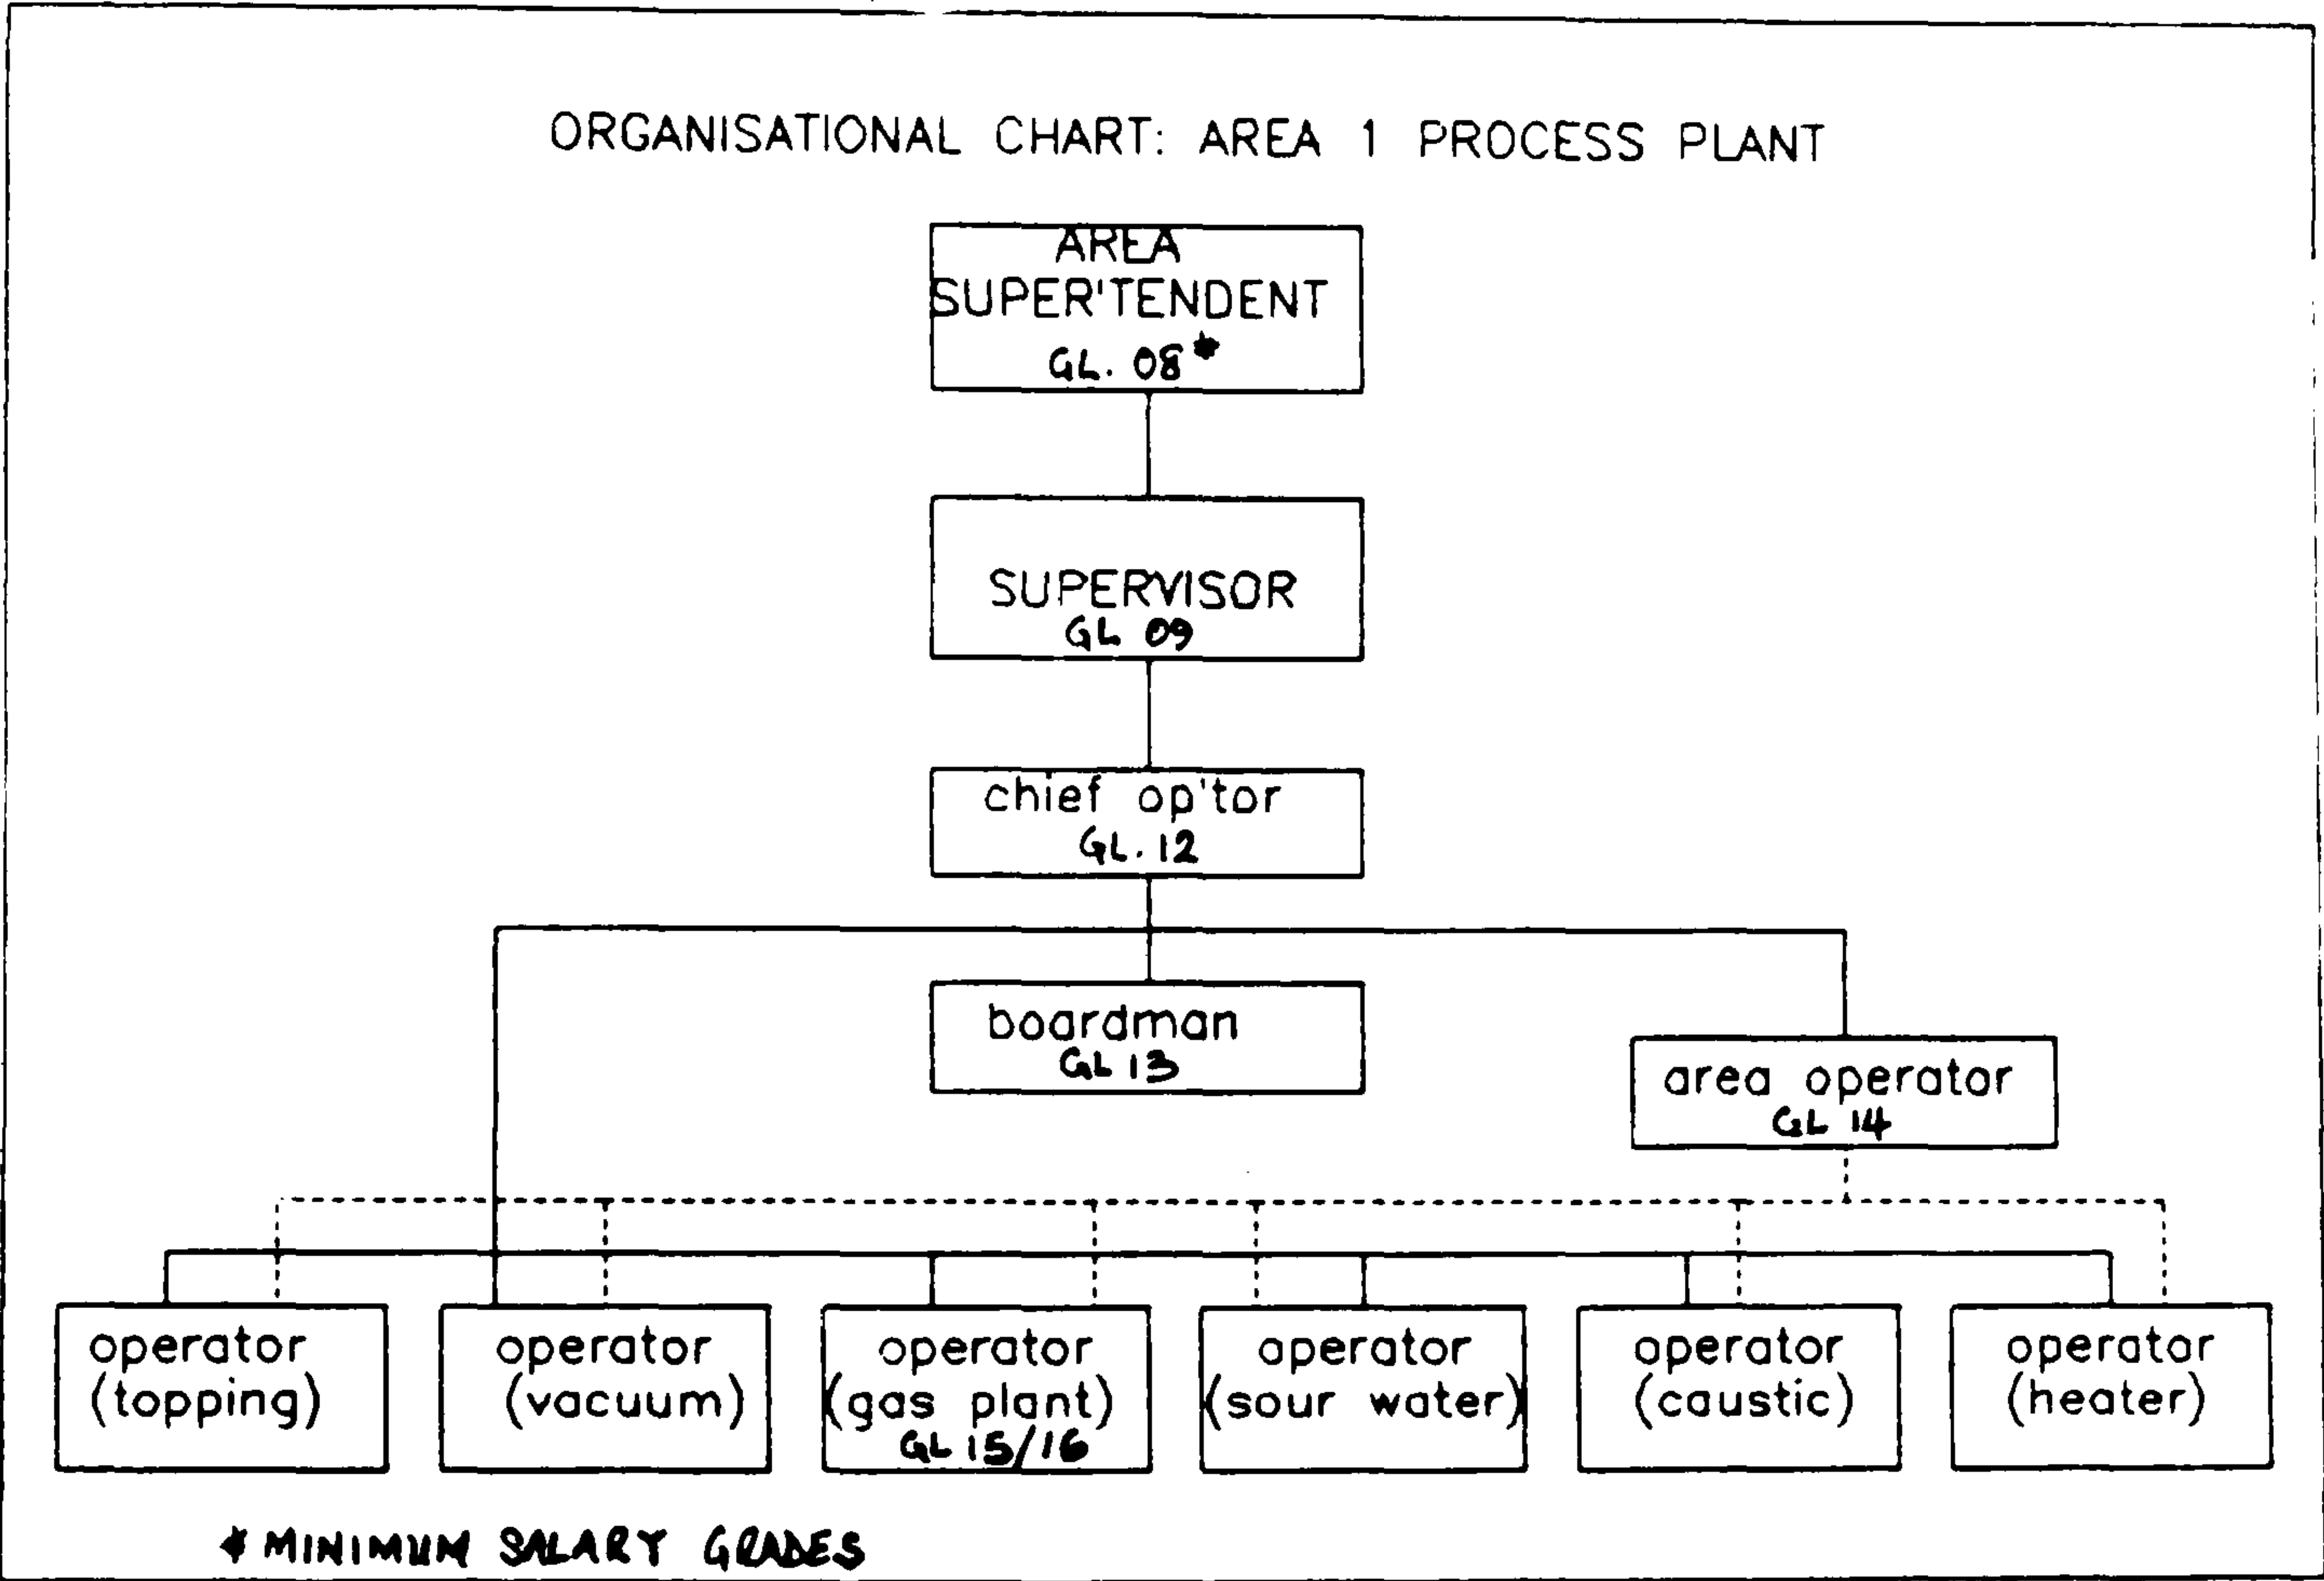 ORGANISATIONAL CHART: AREA 1 PROCESS PLANT
AREA
SUPER'TENDENT
GL. 08*
SUPERVISOR
GL 09
chief op'tor
GL. 12
boardman
GL 13
area operator
GL 14
operator
(topping)
operator
(vacuum)
operator
(gas plant)
GL 15/16
operator
(sour water)
operator
(caustic)
operator
(heater)
* MINIMUM SALARY GRADES